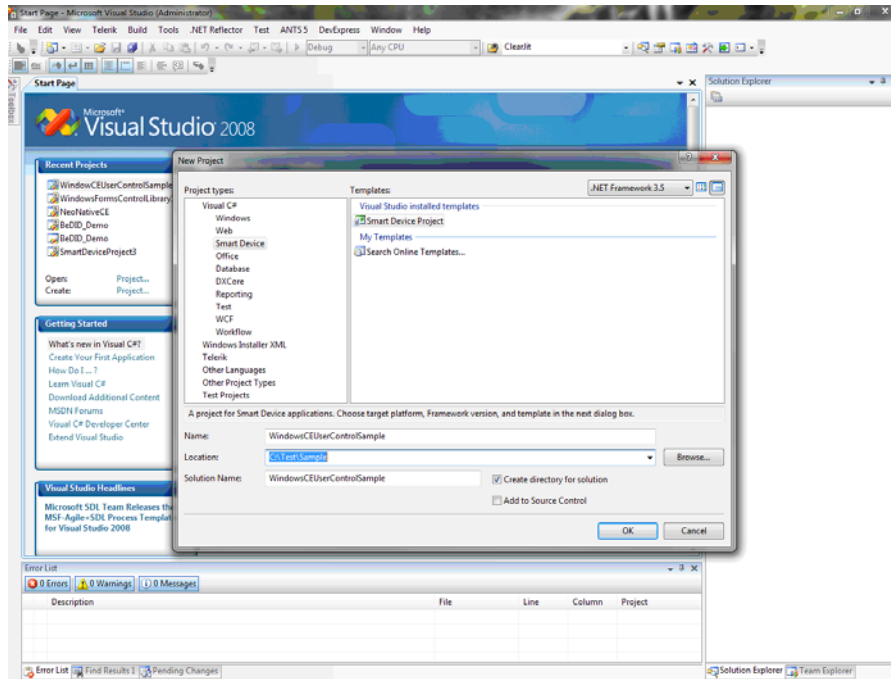 Start Page - Microsoft Visual Studio (Administrator)
File Edit View Telerik Build Tools .NET Reflector Test ANTS 5 DevExpress Window Help
Debug Any CPU ClearIit
Toolbox
Start Page
Solution Explorer
Microsoft®
Visual Studio 2008
Recent Projects
WindowCEUserControlSample
WindowsFormsControlLibrary
NeoNativeCE
BeDID_Demo
BeDID_Demo
SmartDeviceProject3
Open: Project...
Create: Project...
Getting Started
What's new in Visual C#?
Create Your First Application
How Do I ... ?
Learn Visual C#
Download Additional Content
MSDN Forums
Visual C# Developer Center
Extend Visual Studio
Visual Studio Headlines
Microsoft SDL Team Releases the
MSF-Agile+SDL Process Templat
for Visual Studio 2008
New Project
Project types:
Visual C#
Windows
Web
Smart Device
Office
Database
DXCore
Reporting
Test
WCF
Workflow
Windows Installer XML
Telerik
Other Languages
Other Project Types
Test Projects
Templates:
.NET Framework 3.5
Visual Studio installed templates
Smart Device Project
My Templates
Search Online Templates...
A project for Smart Device applications. Choose target platform, Framework version, and template in the next dialog box.
Name: WindowsCEUserControlSample
Location: C:\Test\Sample
Browse...
Solution Name: WindowsCEUserControlSample
Create directory for solution
Add to Source Control
OK Cancel
Error List
0 Errors 0 Warnings 0 Messages
Description File Line Column Project
Error List Find Results 1 Pending Changes
Solution Explorer Team Explorer